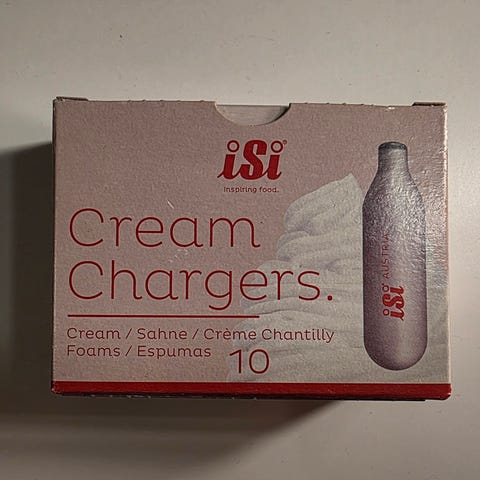 iSi®
Inspiring food.
Cream
Chargers.
Cream / Sahne / Crème Chantilly
Foams / Espumas
10
iSi® AUSTRIA